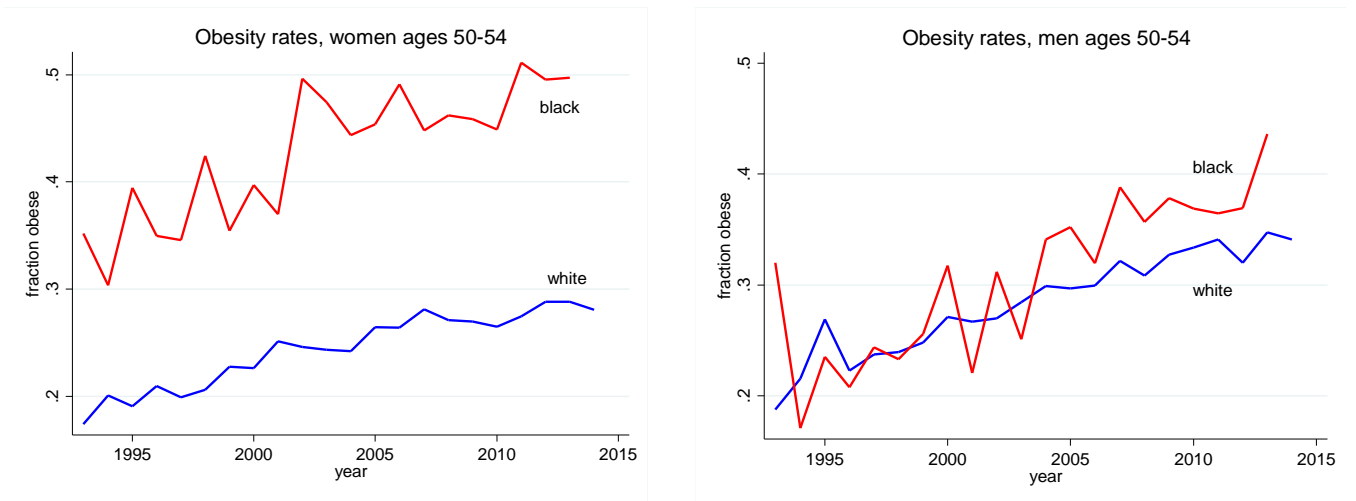 Obesity rates, women ages 50-54
fraction obese
.5
.4
.3
.2
black
white
1995 2000 2005 2010 2015
year
Obesity rates, men ages 50-54
fraction obese
.5
.4
.3
.2
black
white
1995 2000 2005 2010 2015
year